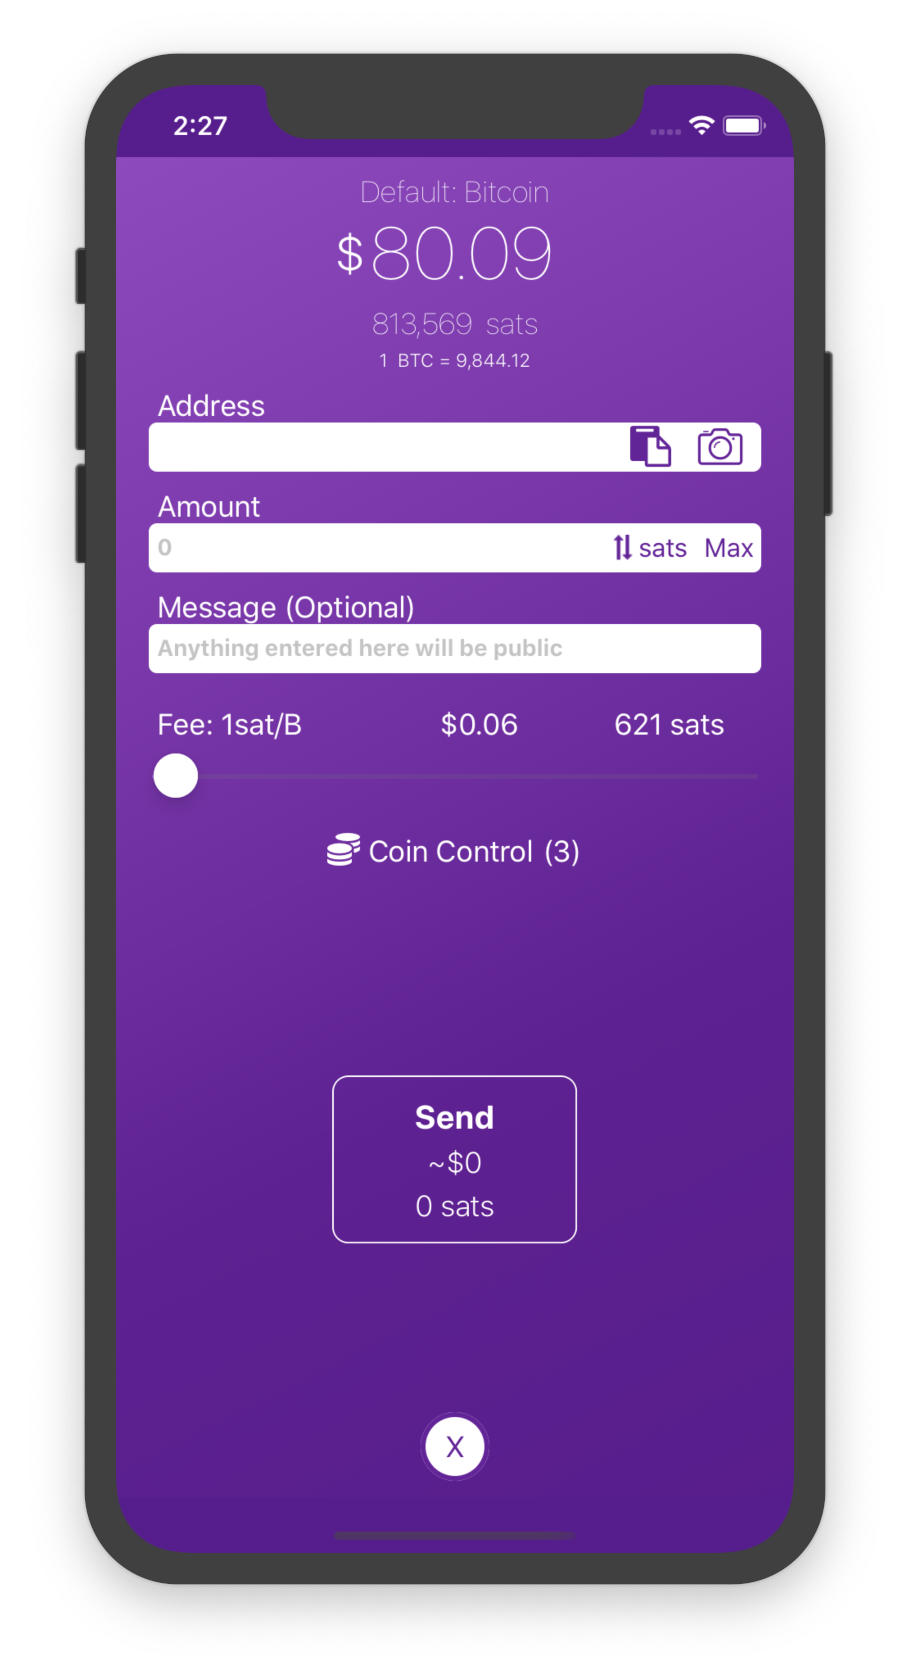 2:27
Default: Bitcoin
$80.09
813,569 sats
1 BTC = 9,844.12
Address
Amount
0 sats Max
Message (Optional)
Anything entered here will be public
Fee: 1sat/B $0.06 621 sats
Coin Control (3)
Send
~$0
0 sats
X